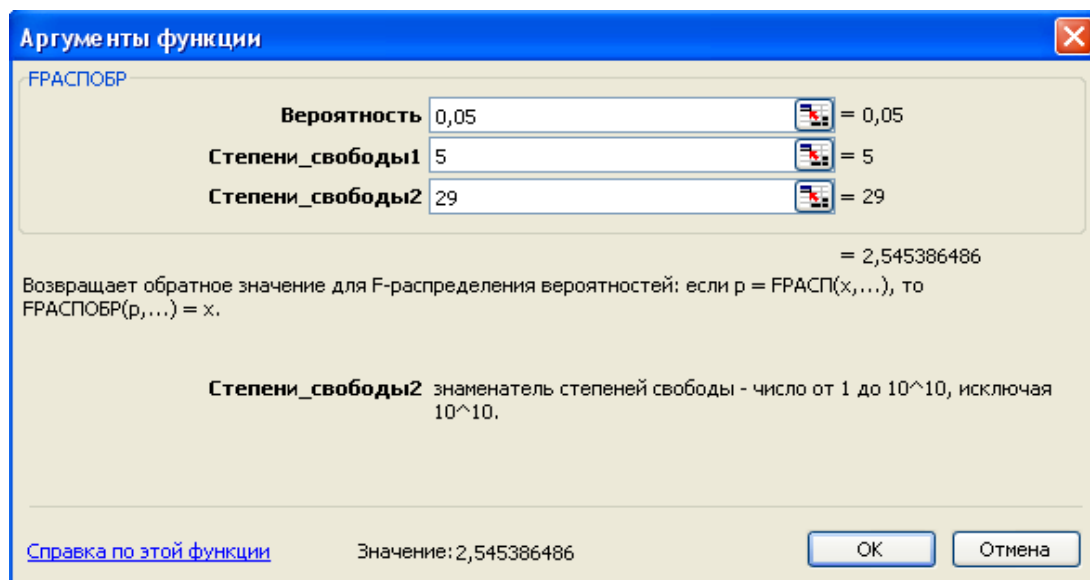 Аргументы функции
FРАСПОБР
Вероятность 0,05 = 0,05
Степени_свободы1 5 = 5
Степени_свободы2 29 = 29
= 2,545386486
Возвращает обратное значение для F-распределения вероятностей: если p = FРАСП(x,...), то
FРАСПОБР(p,...) = x.
Степени_свободы2 знаменатель степеней свободы - число от 1 до 10^10, исключая
10^10.
Справка по этой функции Значение: 2,545386486 ОК Отмена